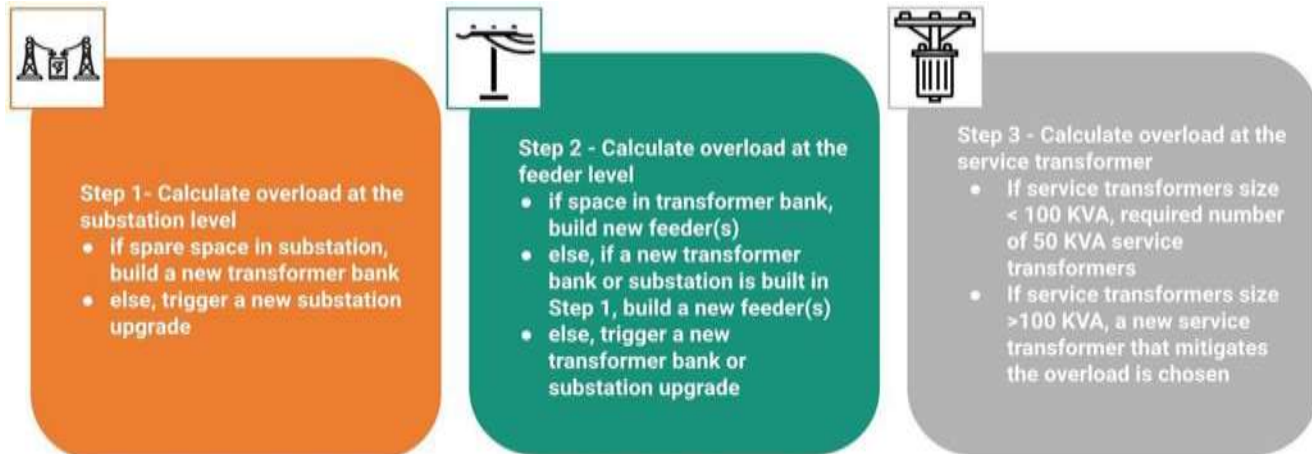 Step 1- Calculate overload at the
substation level
● if spare space in substation,
build a new transformer bank
● else, trigger a new substation
upgrade
Step 2 - Calculate overload at the
feeder level
● if space in transformer bank,
build new feeder(s)
● else, if a new transformer
bank or substation is built in
Step 1, build a new feeder(s)
● else, trigger a new
transformer bank or
substation upgrade
Step 3 - Calculate overload at the
service transformer
● If service transformers size
< 100 KVA, required number
of 50 KVA service
transformers
● If service transformers size
>100 KVA, a new service
transformer that mitigates
the overload is chosen